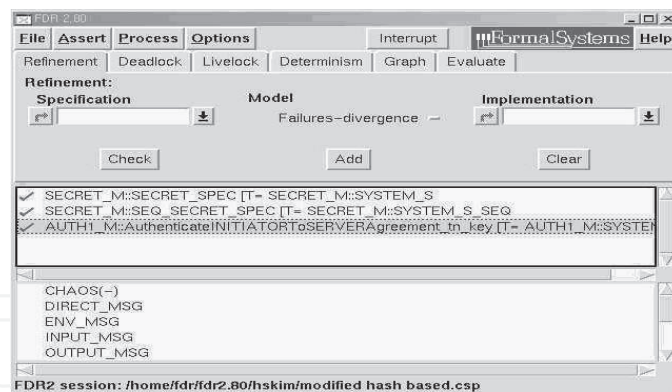 FDR 2,80
File Assert Process Options Interrupt FormalSystems Help
Refinement Deadlock Livelock Determinism Graph Evaluate
Refinement:
Specification Model Implementation
Failures-divergence
Check Add Clear
SECRET_M::SECRET_SPEC [T= SECRET_M::SYSTEM_S
SECRET_M::SEQ_SECRET_SPEC [T= SECRET_M::SYSTEM_S_SEQ
AUTH1_M::AuthenticateINITIATORToSERVERAgreement_tn_key [T= AUTH1_M::SYSTEM
CHAOS(-)
DIRECT_MSG
ENV_MSG
INPUT_MSG
OUTPUT_MSG
FDR2 session: /home/fdr/fdr2.80/hskim/modified hash based.csp